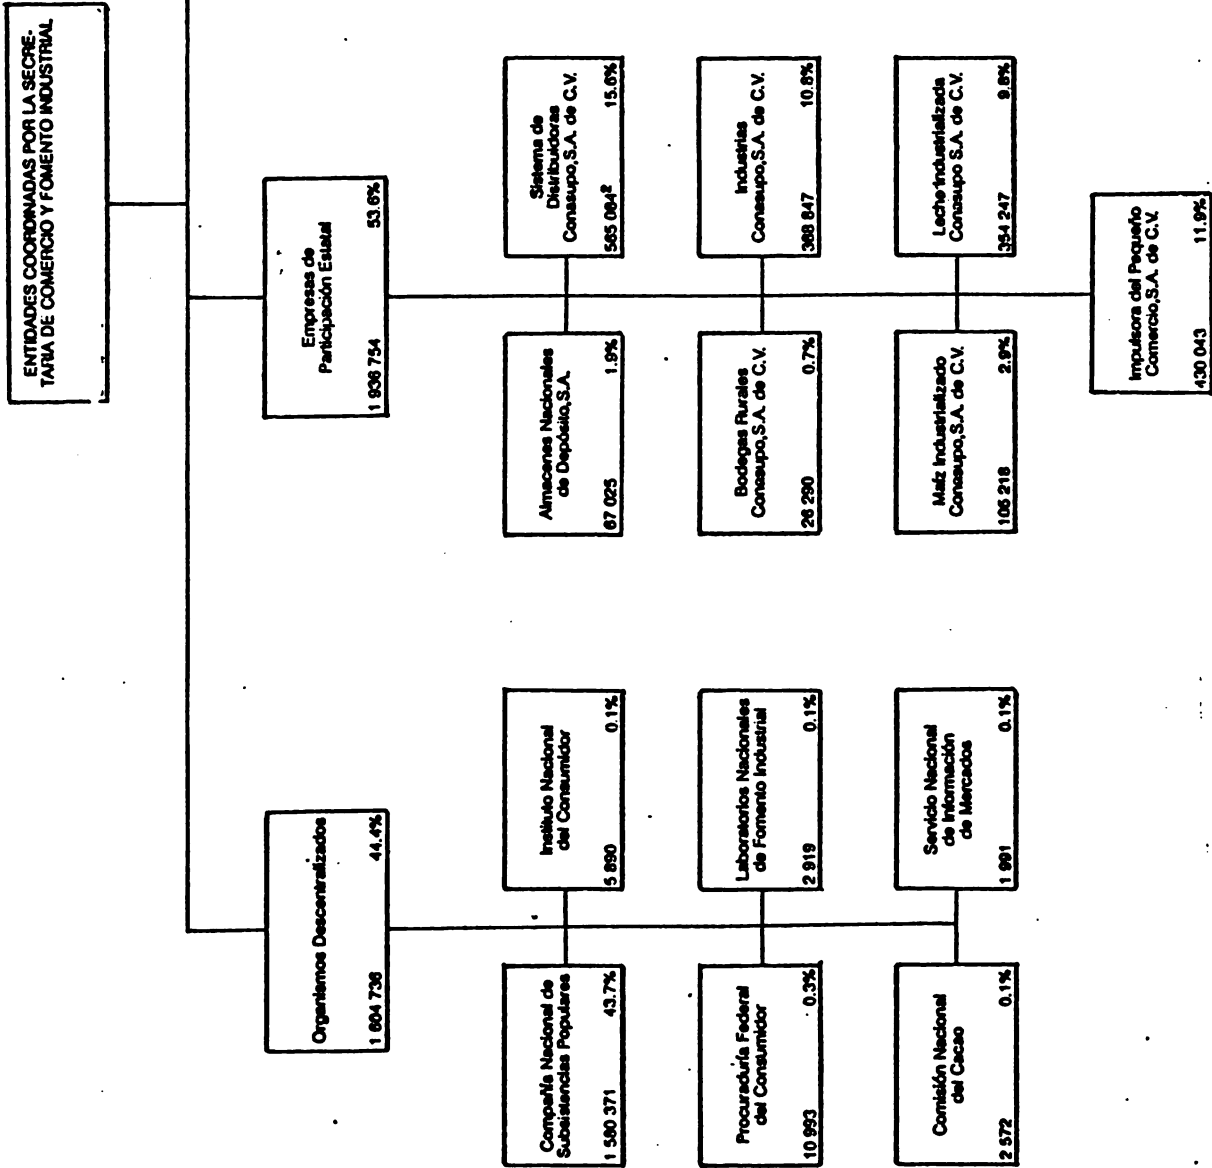 ENTIDADES COORDINADAS POR LA SECRE-
TARIA DE COMERCIO Y FOMENTO INDUSTRIAL
Organismos Descentralizados
1 604 736 44.4%
Empresas de
Participación Estatal
1 936 754 53.6%
Compañía Nacional de
Subsistencias Populares
1 580 371 43.7%
Instituto Nacional
del Consumidor
5 890 0.1%
Almacenes Nacionales
de Depósito,S.A.
67 025 1.9%
Sistema de
Distribuidoras
Conasupo,S.A. de C.V.
565 084² 15.6%
Procuraduría Federal
del Consumidor
10 993 0.3%
Laboratorios Nacionales
de Fomento Industrial
2 919 0.1%
Bodegas Rurales
Conasupo,S.A. de C.V.
26 290 0.7%
Industrias
Conasupo,S.A. de C.V.
388 847 10.8%
Comisión Nacional
del Cacao
2 572 0.1%
Servicio Nacional
de Información
de Mercados
1 991 0.1%
Maíz Industrializado
Conasupo,S.A. de C.V.
105 218 2.9%
Leche Industrializada
Conasupo S.A. de C.V.
354 247 9.8%
Impulsora del Pequeño
Comercio,S.A. de C.V.
430 043 11.9%